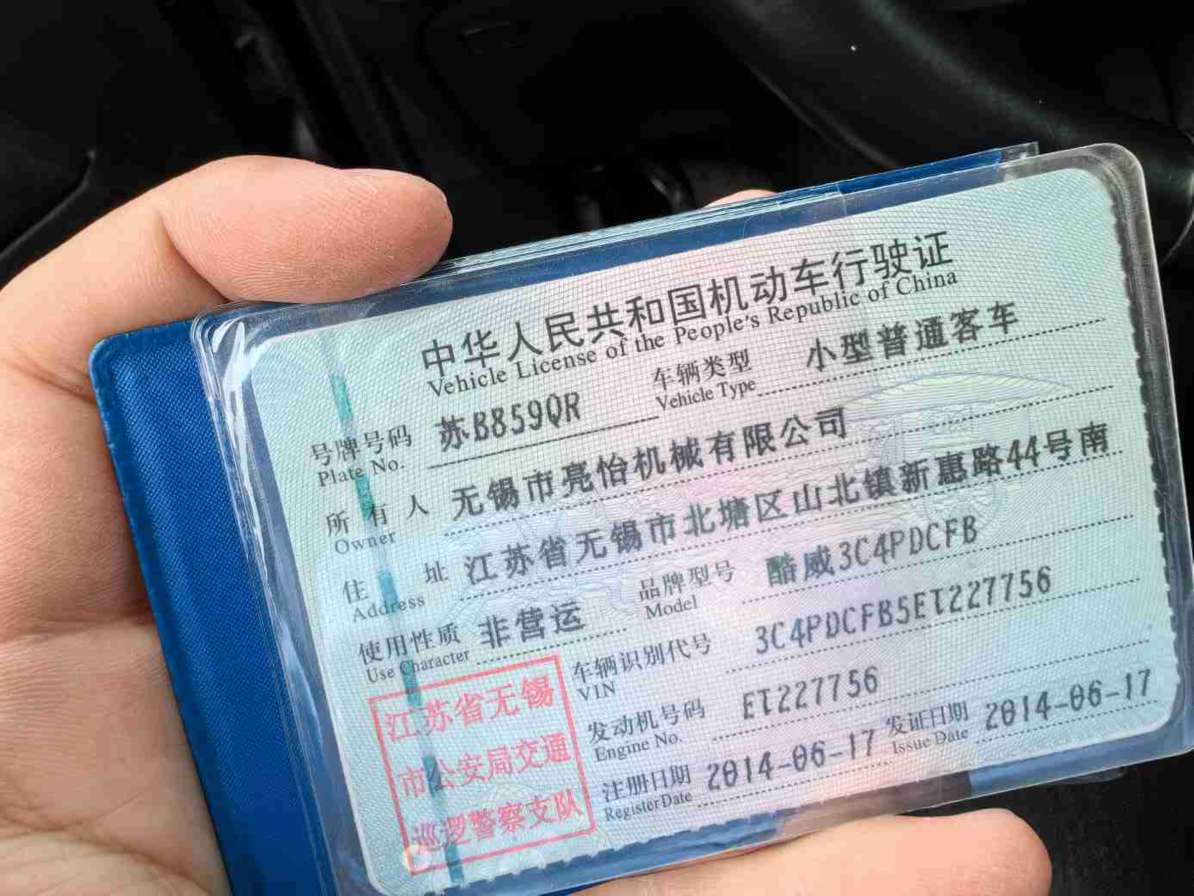 中华人民共和国机动车行驶证
Vehicle License of the People's Republic of China
号牌号码 苏B859QR 车辆类型 小型普通客车
Plate No. Vehicle Type
所有人 无锡市亮怡机械有限公司
Owner
住址 江苏省无锡市北塘区山北镇新惠路44号南
Address
使用性质 非营运 品牌型号 酷威3C4PDCFB
Use Character Model
车辆识别代号 3C4PDCFB5ET227756
VIN
发动机号码 ET227756
Engine No.
注册日期 2014-06-17 发证日期 2014-06-17
Register Date Issue Date
江苏省无锡
市公安局交通
巡逻警察支队